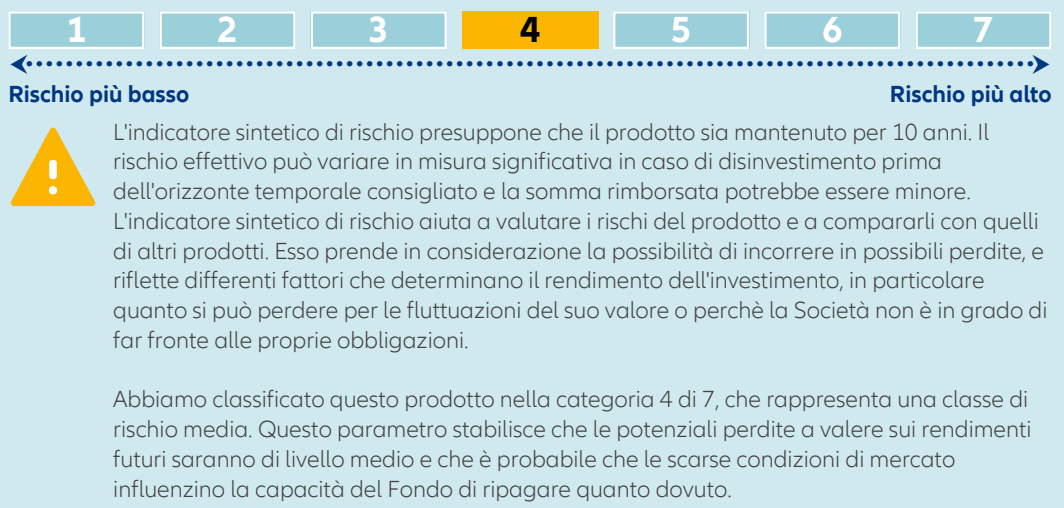 1 2 3 4 5 6 7
Rischio più basso Rischio più alto
L'indicatore sintetico di rischio presuppone che il prodotto sia mantenuto per 10 anni. Il
rischio effettivo può variare in misura significativa in caso di disinvestimento prima
dell'orizzonte temporale consigliato e la somma rimborsata potrebbe essere minore.
L'indicatore sintetico di rischio aiuta a valutare i rischi del prodotto e a compararli con quelli
di altri prodotti. Esso prende in considerazione la possibilità di incorrere in possibili perdite, e
riflette differenti fattori che determinano il rendimento dell'investimento, in particolare
quanto si può perdere per le fluttuazioni del suo valore o perchè la Società non è in grado di
far fronte alle proprie obbligazioni.
Abbiamo classificato questo prodotto nella categoria 4 di 7, che rappresenta una classe di
rischio media. Questo parametro stabilisce che le potenziali perdite a valere sui rendimenti
futuri saranno di livello medio e che è probabile che le scarse condizioni di mercato
influenzino la capacità del Fondo di ripagare quanto dovuto.